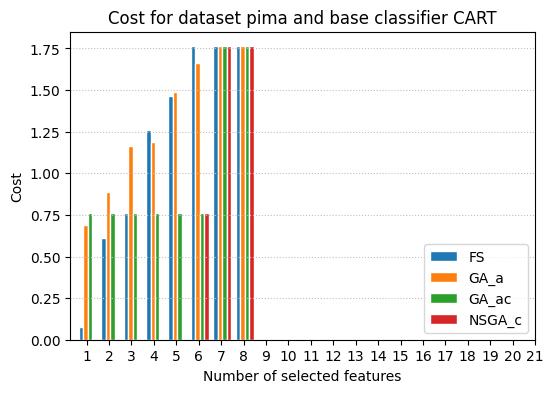 Cost for dataset pima and base classifier CART
Cost
1.75
1.50
1.25
1.00
0.75
0.50
0.25
0.00
1 2 3 4 5 6 7 8 9 10 11 12 13 14 15 16 17 18 19 20 21
Number of selected features
FS
GA_a
GA_ac
NSGA_c